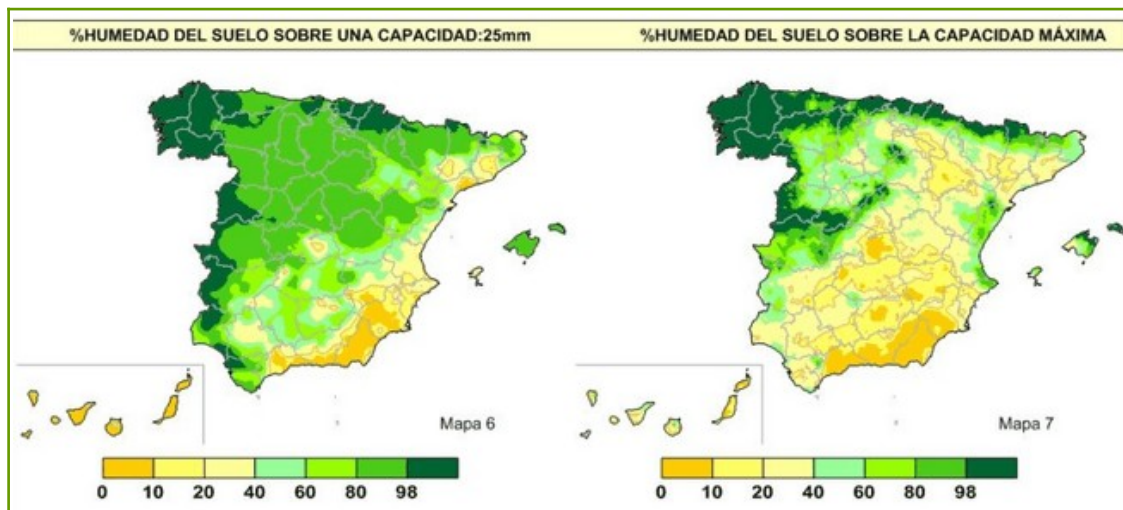 %HUMEDAD DEL SUELO SOBRE UNA CAPACIDAD:25mm
%HUMEDAD DEL SUELO SOBRE LA CAPACIDAD MÁXIMA
Mapa 6
Mapa 7
0 10 20 40 60 80 98
0 10 20 40 60 80 98